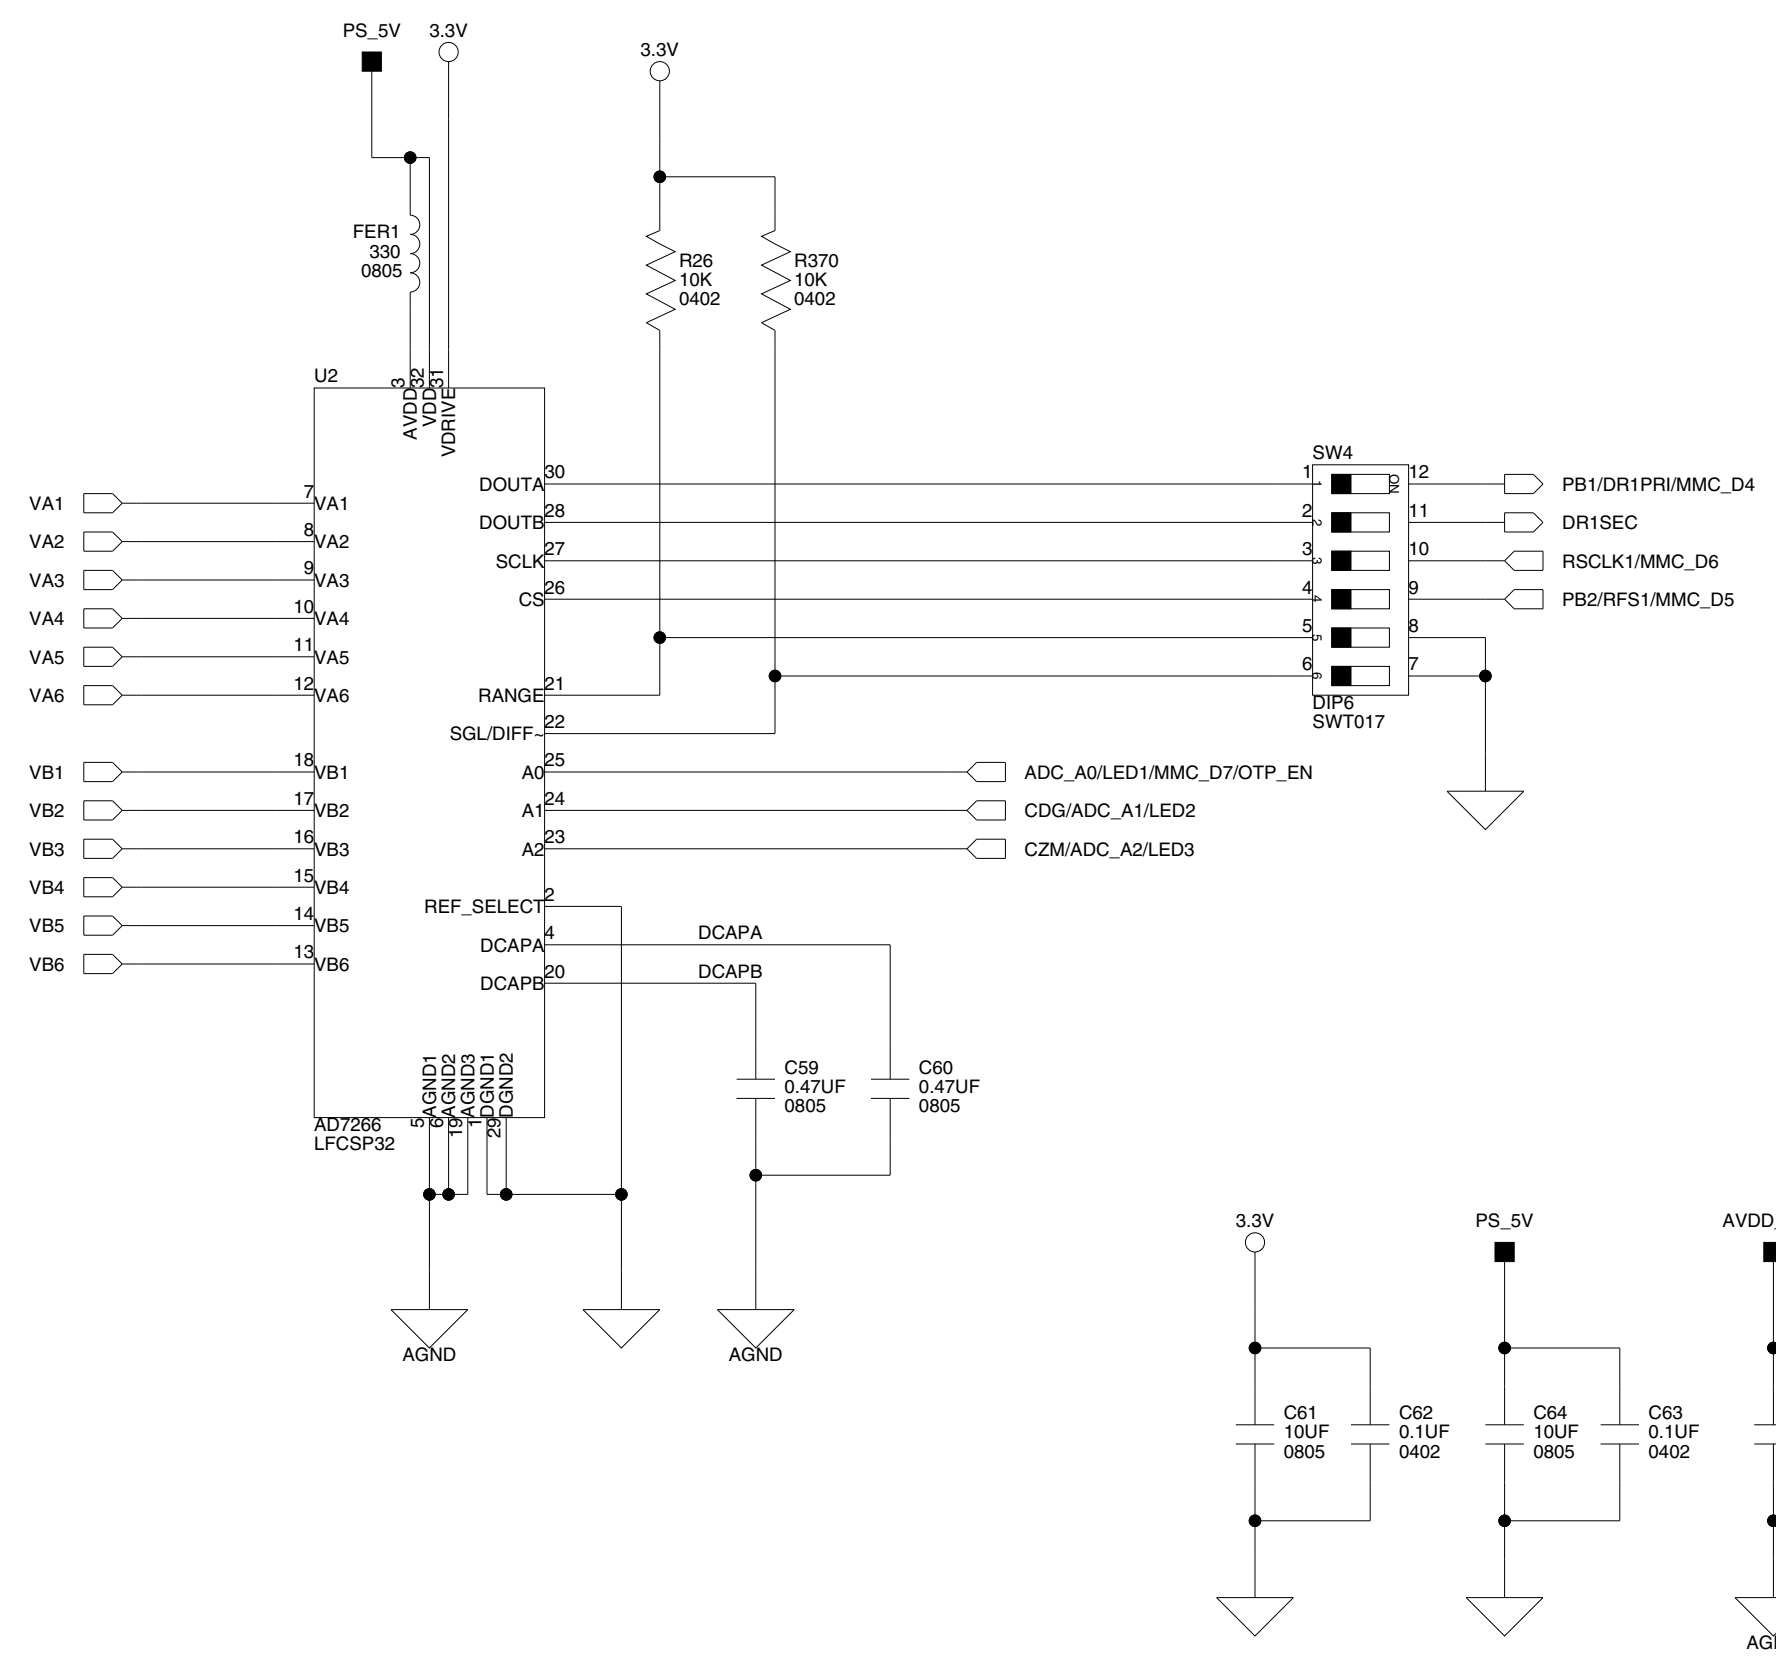 PS_5V
3.3V
3.3V
FER1
330
0805
R26
10K
0402
R370
10K
0402
U2
3
32
31
AVDD
VDD
VDRIVE
SW4
DOUTA 30
1 1 ON 12
PB1/DR1PRI/MMC_D4
VA1 7 VA1
DOUTB 28
2 2 11
DR1SEC
VA2 8 VA2
SCLK 27
3 3 10
RSCLK1/MMC_D6
VA3 9 VA3
CS 26
4 4 9
PB2/RFS1/MMC_D5
VA4 10 VA4
5 5 8
VA5 11 VA5
6 6 7
VA6 12 VA6
RANGE 21
DIP6
SWT017
SGL/DIFF~ 22
VB1 18 VB1
A0 25
ADC_A0/LED1/MMC_D7/OTP_EN
VB2 17 VB2
A1 24
CDG/ADC_A1/LED2
VB3 16 VB3
A2 23
CZM/ADC_A2/LED3
VB4 15 VB4
REF_SELECT 2
VB5 14 VB5
DCAPA 4
DCAPA
VB6 13 VB6
DCAPB 20
DCAPB
AGND1
AGND2
AGND3
DGND1
DGND2
5
6
19
1
29
AD7266
LFCSP32
C59
0.47UF
0805
C60
0.47UF
0805
AGND
AGND
3.3V
PS_5V
AVDD_
C61
10UF
0805
C62
0.1UF
0402
C64
10UF
0805
C63
0.1UF
0402